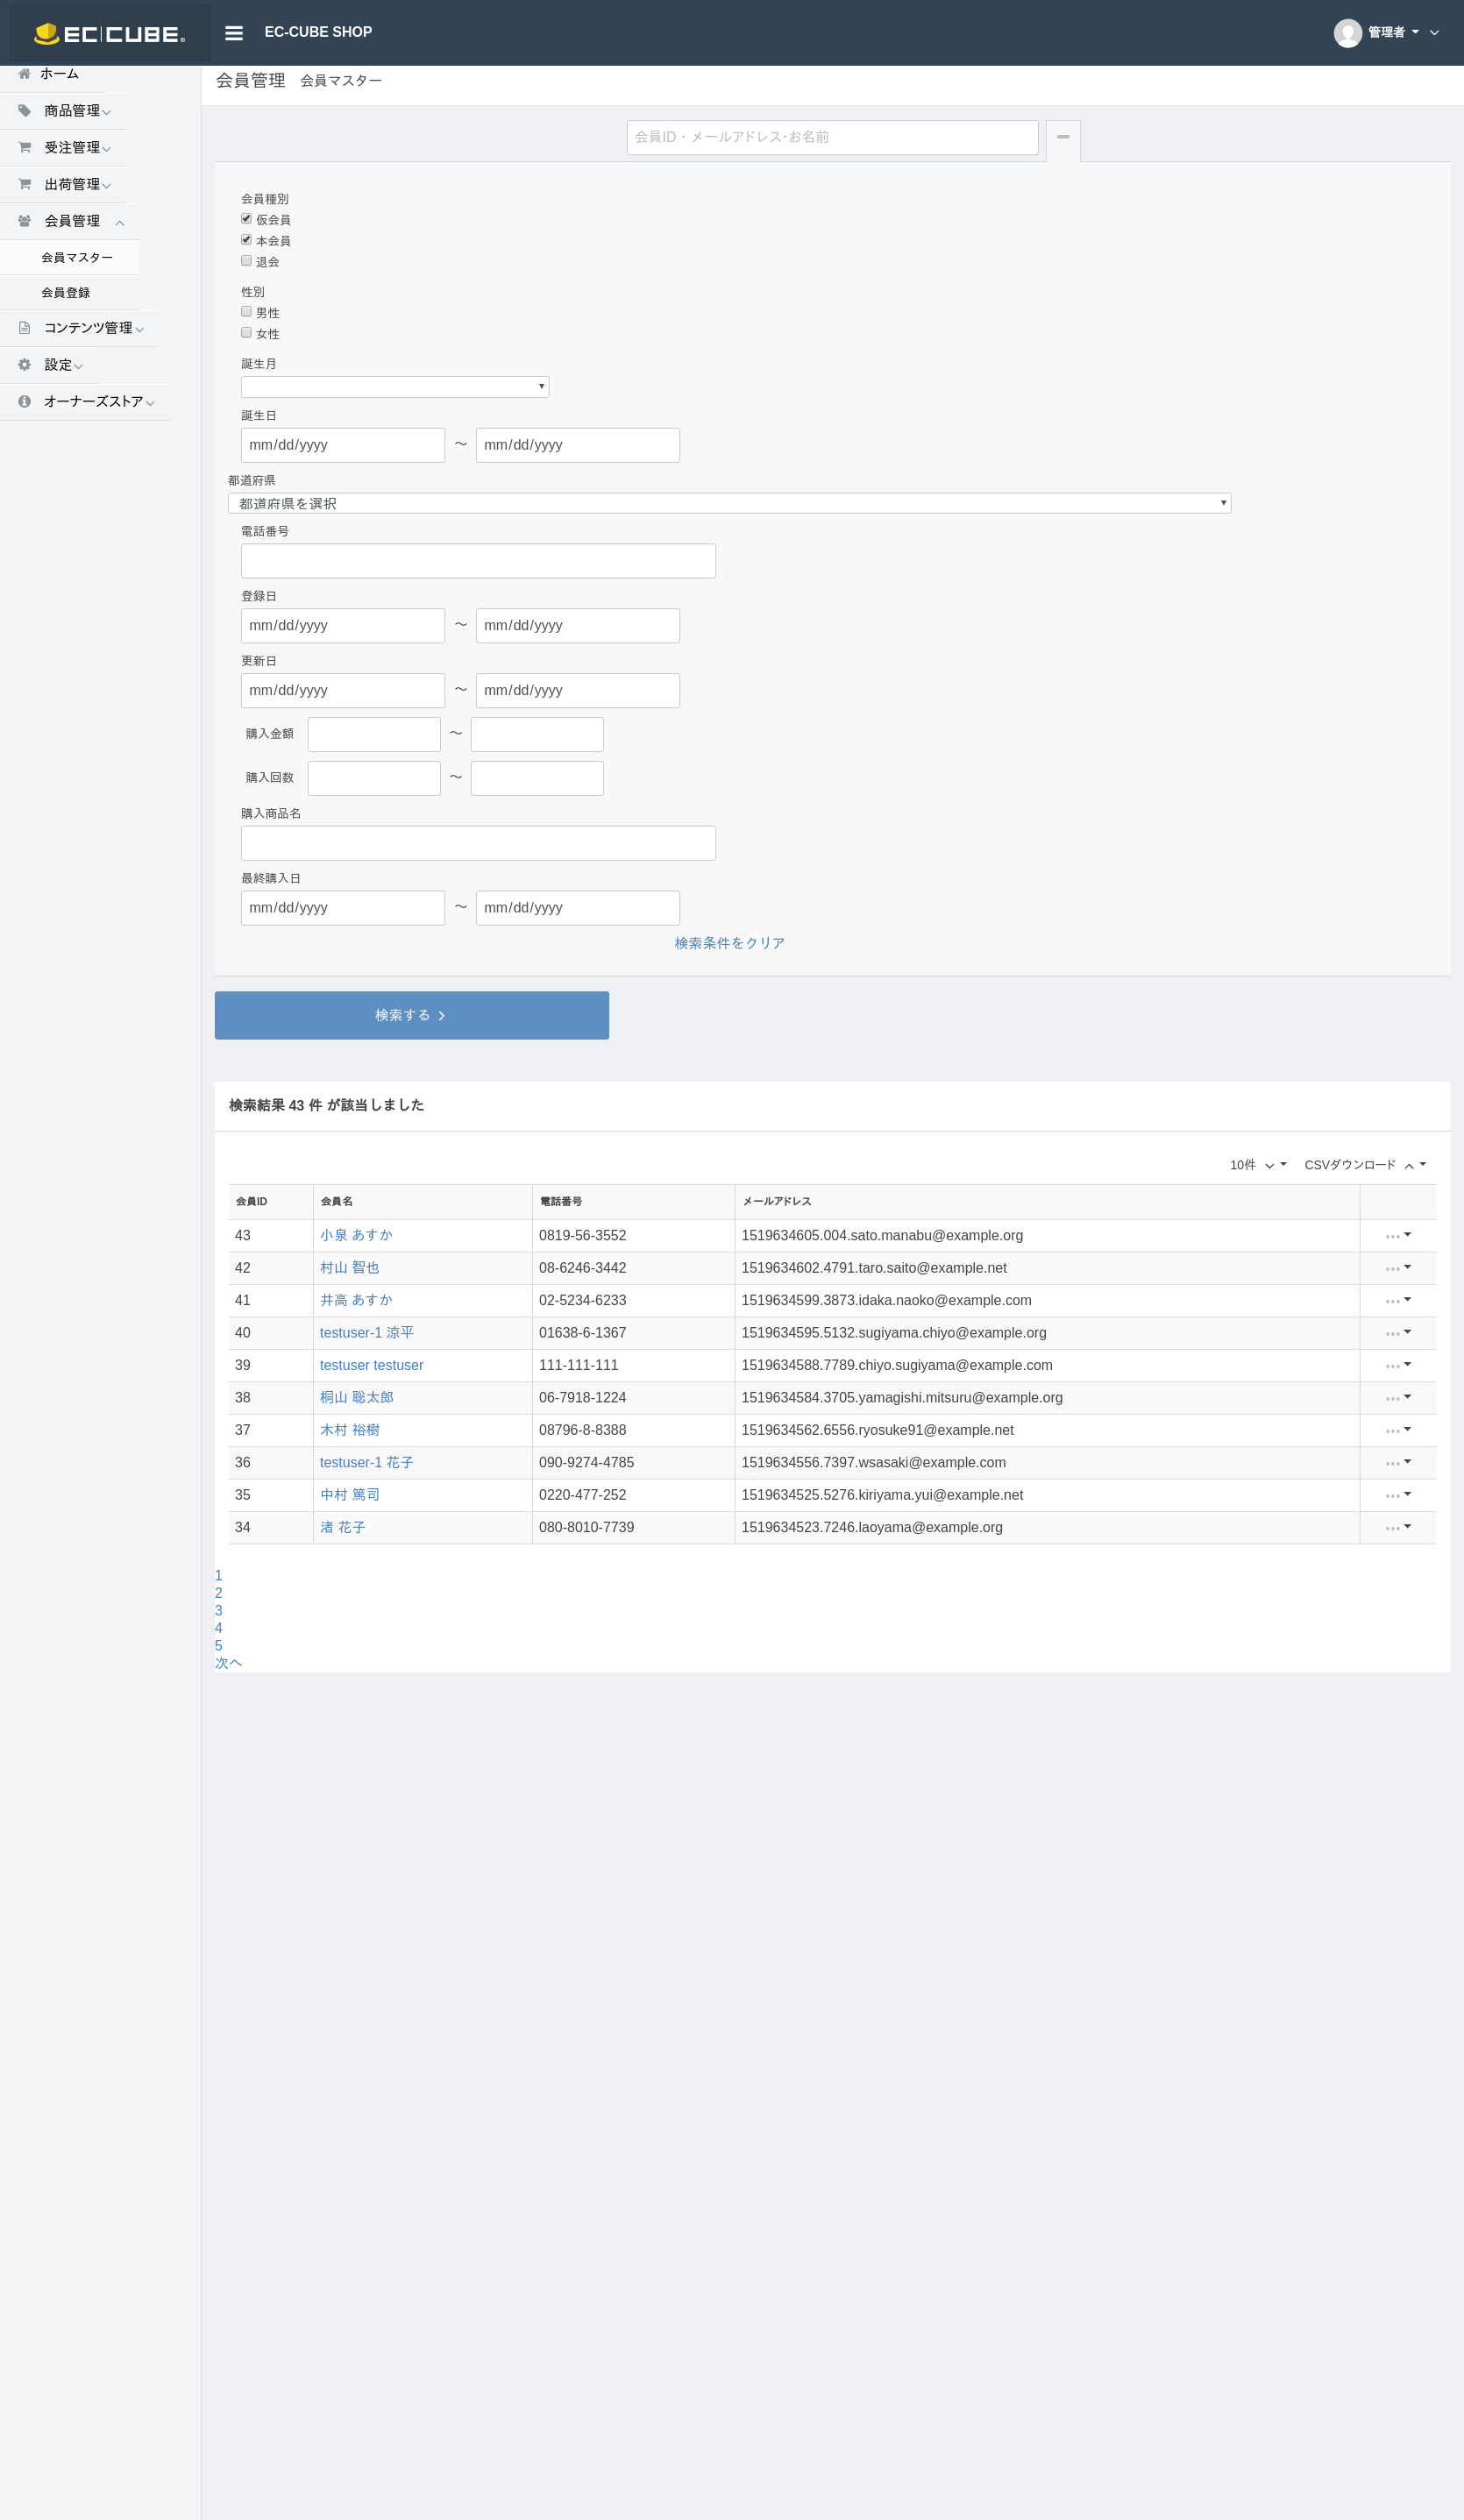 EC CUBE®
EC-CUBE SHOP
管理者
ホーム
商品管理
受注管理
出荷管理
会員管理
会員マスター
会員登録
コンテンツ管理
設定
オーナーズストア
会員管理 会員マスター
会員ID・メールアドレス・お名前
会員種別
仮会員
本会員
退会
性別
男性
女性
誕生月
誕生日
mm/dd/yyyy ～ mm/dd/yyyy
都道府県
都道府県を選択
電話番号
登録日
mm/dd/yyyy ～ mm/dd/yyyy
更新日
mm/dd/yyyy ～ mm/dd/yyyy
購入金額 ～
購入回数 ～
購入商品名
最終購入日
mm/dd/yyyy ～ mm/dd/yyyy
検索条件をクリア
検索する
検索結果 43 件 が該当しました
10件 CSVダウンロード
会員ID 会員名 電話番号 メールアドレス
43 小泉 あすか 0819-56-3552 1519634605.004.sato.manabu@example.org
42 村山 智也 08-6246-3442 1519634602.4791.taro.saito@example.net
41 井高 あすか 02-5234-6233 1519634599.3873.idaka.naoko@example.com
40 testuser-1 涼平 01638-6-1367 1519634595.5132.sugiyama.chiyo@example.org
39 testuser testuser 111-111-111 1519634588.7789.chiyo.sugiyama@example.com
38 桐山 聡太郎 06-7918-1224 1519634584.3705.yamagishi.mitsuru@example.org
37 木村 裕樹 08796-8-8388 1519634562.6556.ryosuke91@example.net
36 testuser-1 花子 090-9274-4785 1519634556.7397.wsasaki@example.com
35 中村 篤司 0220-477-252 1519634525.5276.kiriyama.yui@example.net
34 渚 花子 080-8010-7739 1519634523.7246.laoyama@example.org
1
2
3
4
5
次へ